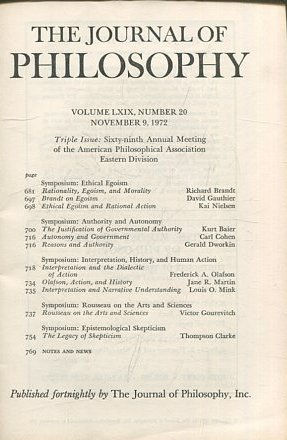 THE JOURNAL OF
PHILOSOPHY
VOLUME LXIX, NUMBER 20
NOVEMBER 9, 1972
Triple Issue: Sixty-ninth Annual Meeting
of the American Philosophical Association
Eastern Division
page
Symposium: Ethical Egoism
681 Rationality, Egoism, and Morality Richard Brandt
697 Brandt on Egoism David Gauthier
698 Ethical Egoism and Rational Action Kai Nielsen
Symposium: Authority and Autonomy
700 The Justification of Governmental Authority Kurt Baier
716 Autonomy and Government Carl Cohen
716 Reasons and Authority Gerald Dworkin
Symposium: Interpretation, History, and Human Action
718 Interpretation and the Dialectic
of Action Frederick A. Olafson
734 Olafson, Action, and History Jane R. Martin
735 Interpretation and Narrative Understanding Louis O. Mink
Symposium: Rousseau on the Arts and Sciences
737 Rousseau on the Arts and Sciences Victor Gourevitch
Symposium: Epistemological Skepticism
754 The Legacy of Skepticism Thompson Clarke
769 NOTES AND NEWS
Published fortnightly by The Journal of Philosophy, Inc.